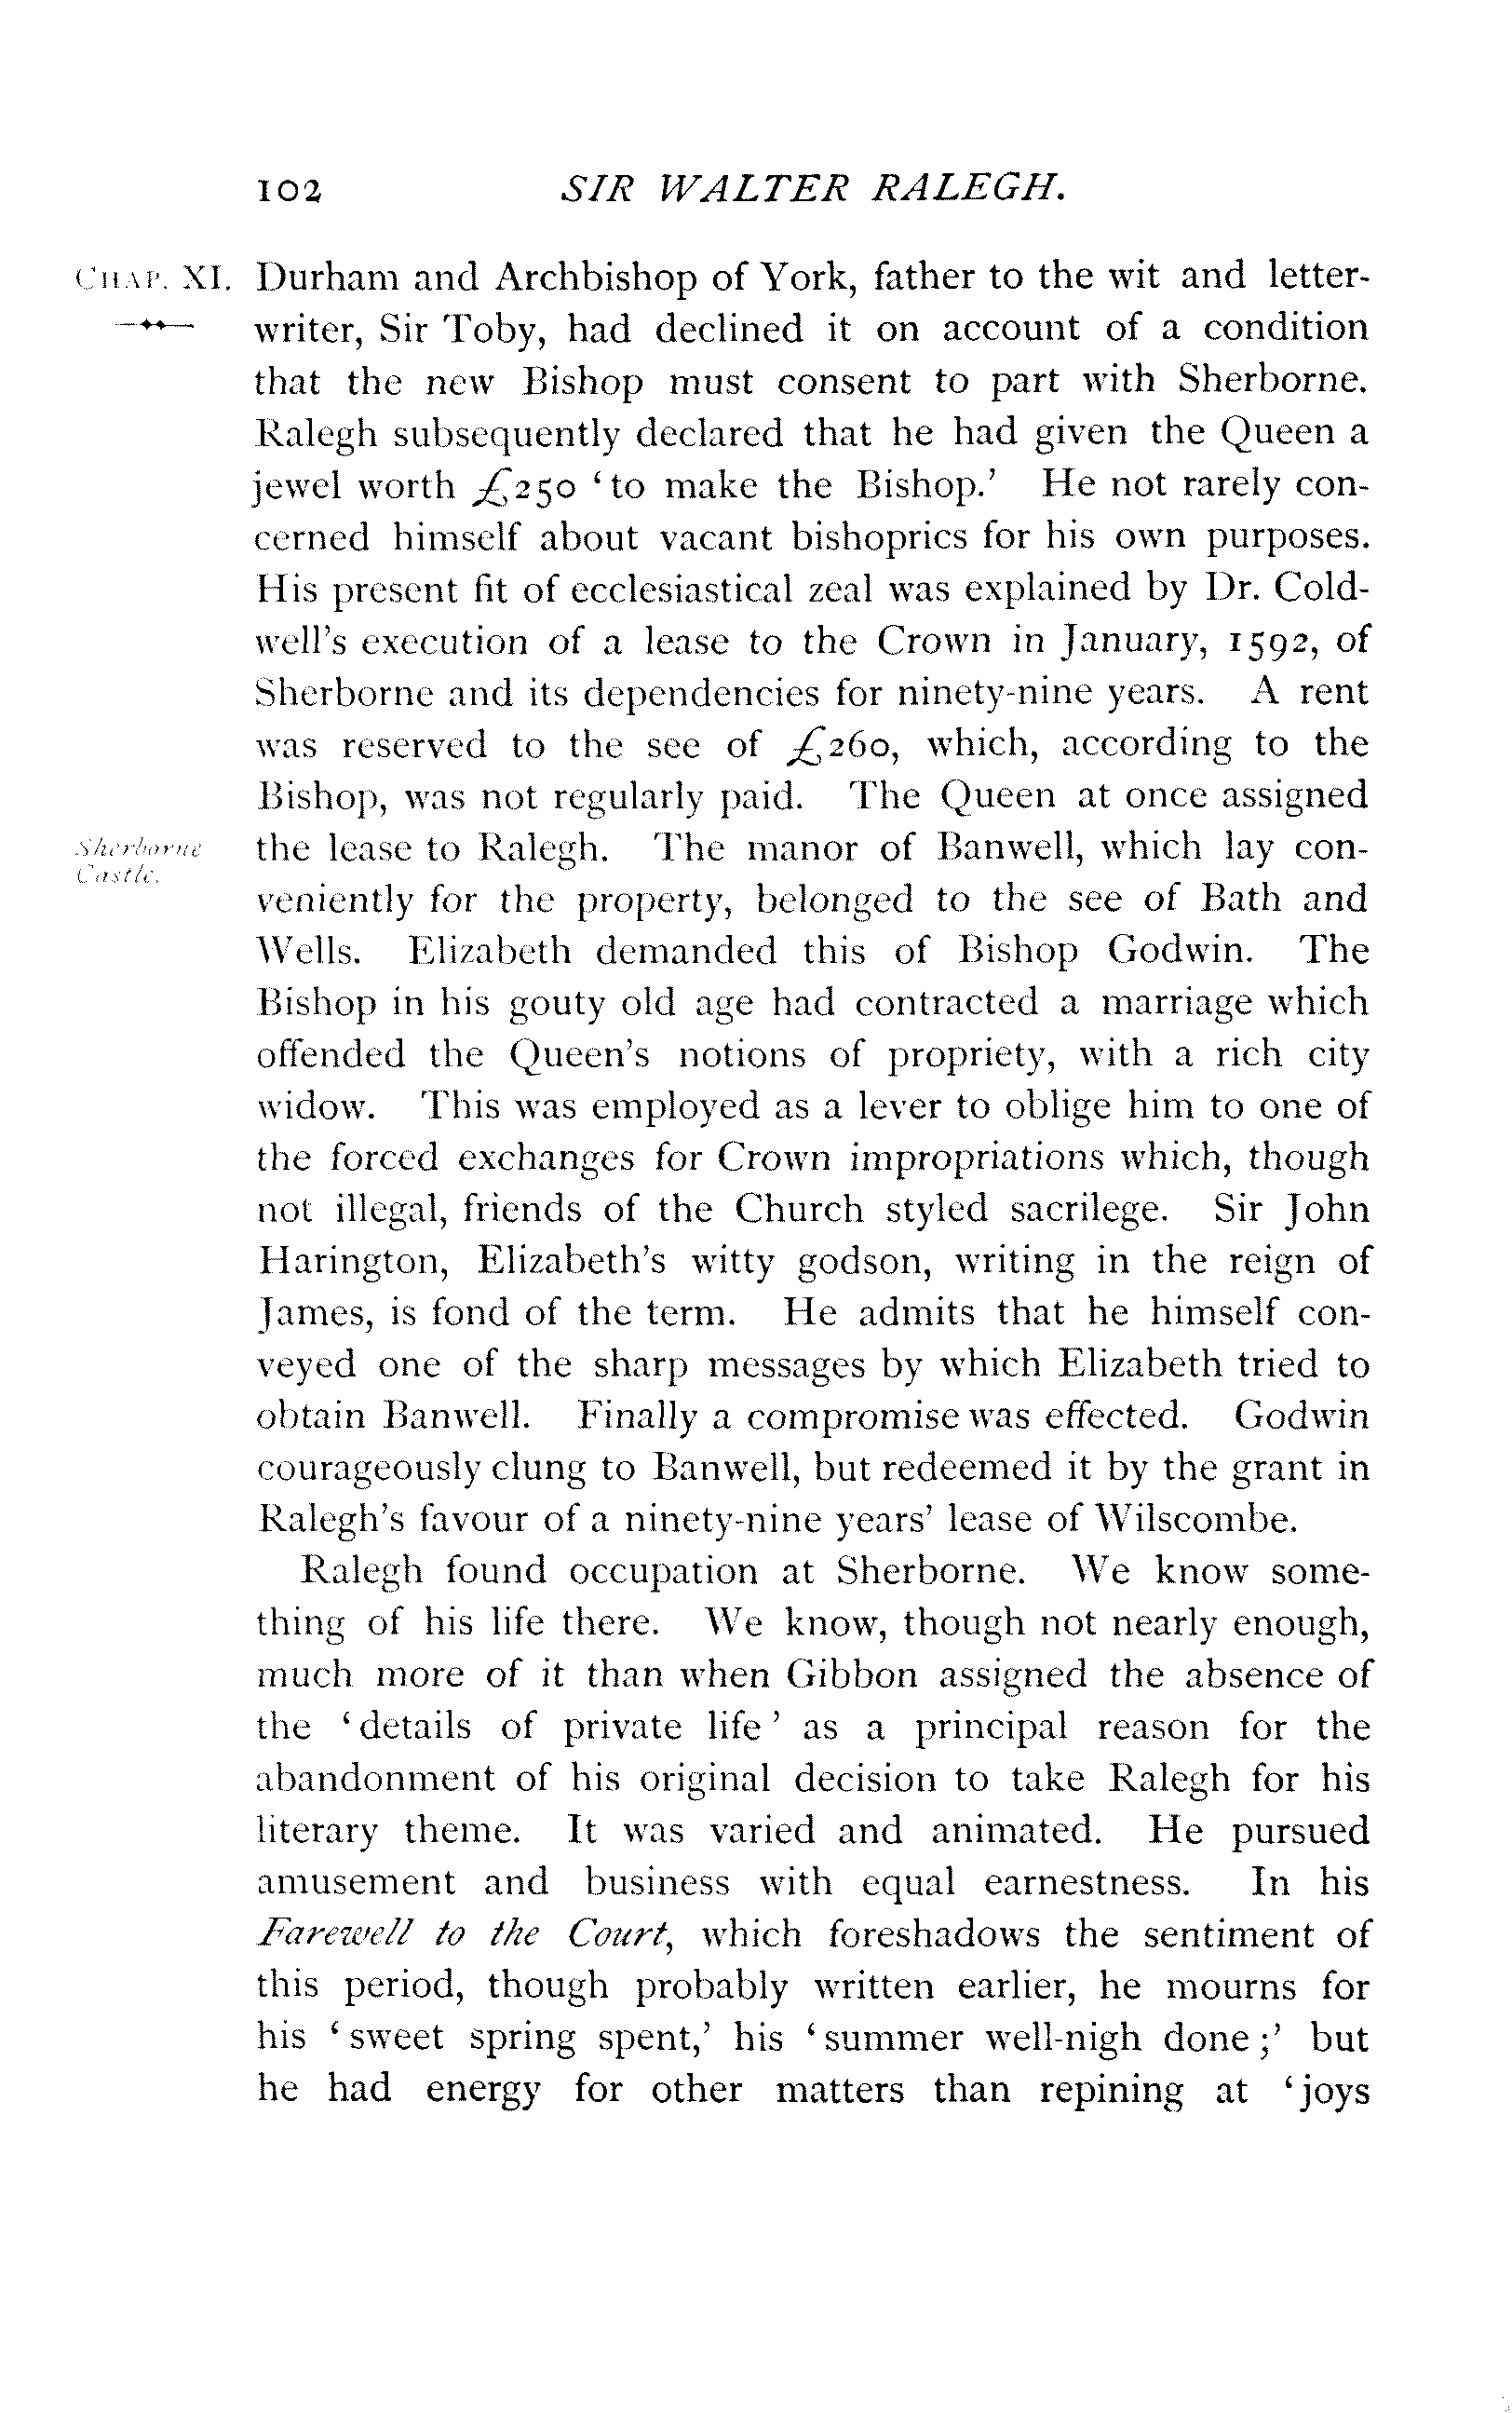 102 SIR WALTER RALEGH.
CHAP. XI. Durham and Archbishop of York, father to the wit and letter-
writer, Sir Toby, had declined it on account of a condition
that the new Bishop must consent to part with Sherborne.
Ralegh subsequently declared that he had given the Queen a
jewel worth £250 ‘to make the Bishop.’ He not rarely con-
cerned himself about vacant bishoprics for his own purposes.
His present fit of ecclesiastical zeal was explained by Dr. Cold-
well's execution of a lease to the Crown in January, 1592, of
Sherborne and its dependencies for ninety-nine years. A rent
was reserved to the see of £260, which, according to the
Bishop, was not regularly paid. The Queen at once assigned
Sherborne
Castle.
the lease to Ralegh. The manor of Banwell, which lay con-
veniently for the property, belonged to the see of Bath and
Wells. Elizabeth demanded this of Bishop Godwin. The
Bishop in his gouty old age had contracted a marriage which
offended the Queen's notions of propriety, with a rich city
widow. This was employed as a lever to oblige him to one of
the forced exchanges for Crown impropriations which, though
not illegal, friends of the Church styled sacrilege. Sir John
Harington, Elizabeth's witty godson, writing in the reign of
James, is fond of the term. He admits that he himself con-
veyed one of the sharp messages by which Elizabeth tried to
obtain Banwell. Finally a compromise was effected. Godwin
courageously clung to Banwell, but redeemed it by the grant in
Ralegh's favour of a ninety-nine years' lease of Wilscombe.
Ralegh found occupation at Sherborne. We know some-
thing of his life there. We know, though not nearly enough,
much more of it than when Gibbon assigned the absence of
the ‘details of private life’ as a principal reason for the
abandonment of his original decision to take Ralegh for his
literary theme. It was varied and animated. He pursued
amusement and business with equal earnestness. In his
Farewell to the Court, which foreshadows the sentiment of
this period, though probably written earlier, he mourns for
his ‘sweet spring spent,’ his ‘summer well-nigh done;’ but
he had energy for other matters than repining at ‘joys